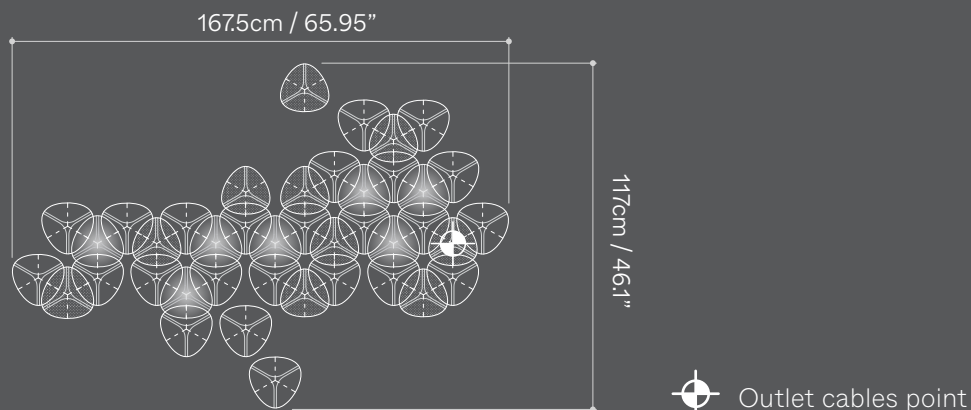 167.5cm / 65.95”
117cm / 46.1”
Outlet cables point